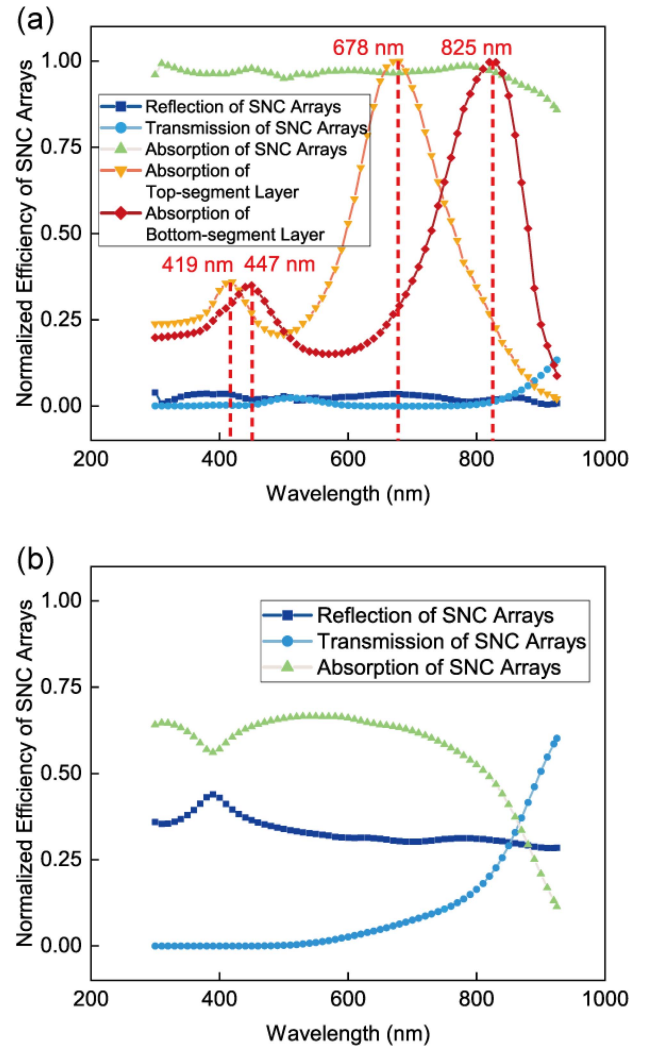 (a)
678 nm 825 nm
1.00
Reflection of SNC Arrays
Transmission of SNC Arrays
0.75
Absorption of SNC Arrays
Absorption of
Top-segment Layer
0.50
Absorption of
Bottom-segment Layer
419 nm 447 nm
0.25
0.00
Normalized Efficiency of SNC Arrays
200 400 600 800 1000
Wavelength (nm)
(b)
1.00
Reflection of SNC Arrays
Transmission of SNC Arrays
Absorption of SNC Arrays
0.75
0.50
0.25
0.00
Normalized Efficiency of SNC Arrays
200 400 600 800 1000
Wavelength (nm)